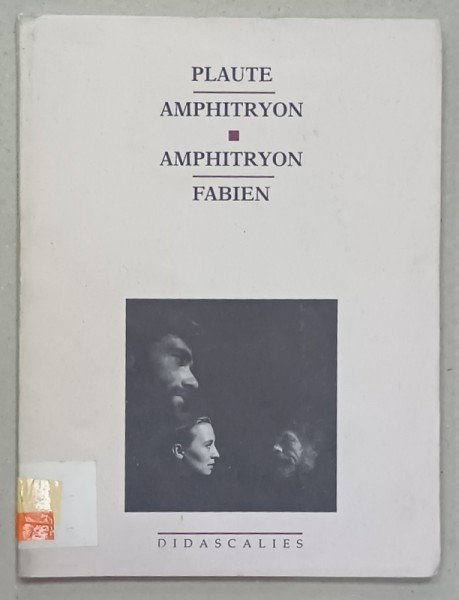 PLAUTE
AMPHITRYON
AMPHITRYON
FABIEN
DIDASCALIES